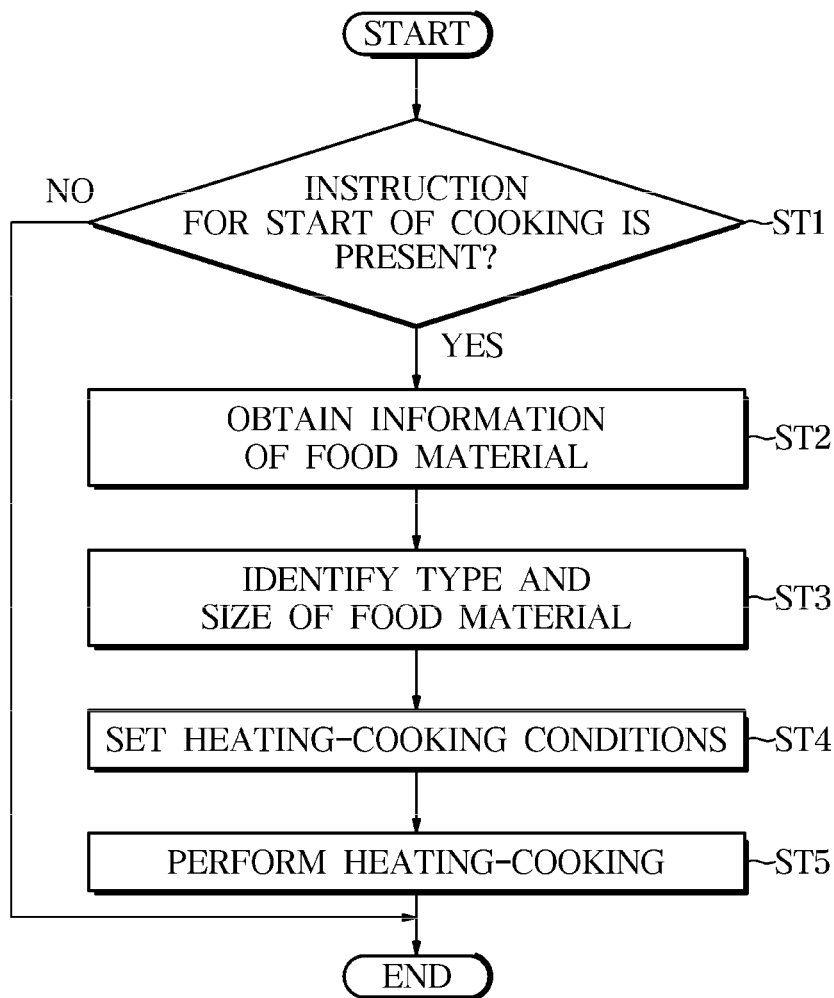 START
NO
INSTRUCTION
FOR START OF COOKING IS
PRESENT?
ST1
YES
OBTAIN INFORMATION
OF FOOD MATERIAL
ST2
IDENTIFY TYPE AND
SIZE OF FOOD MATERIAL
ST3
SET HEATING-COOKING CONDITIONS
ST4
PERFORM HEATING-COOKING
ST5
END